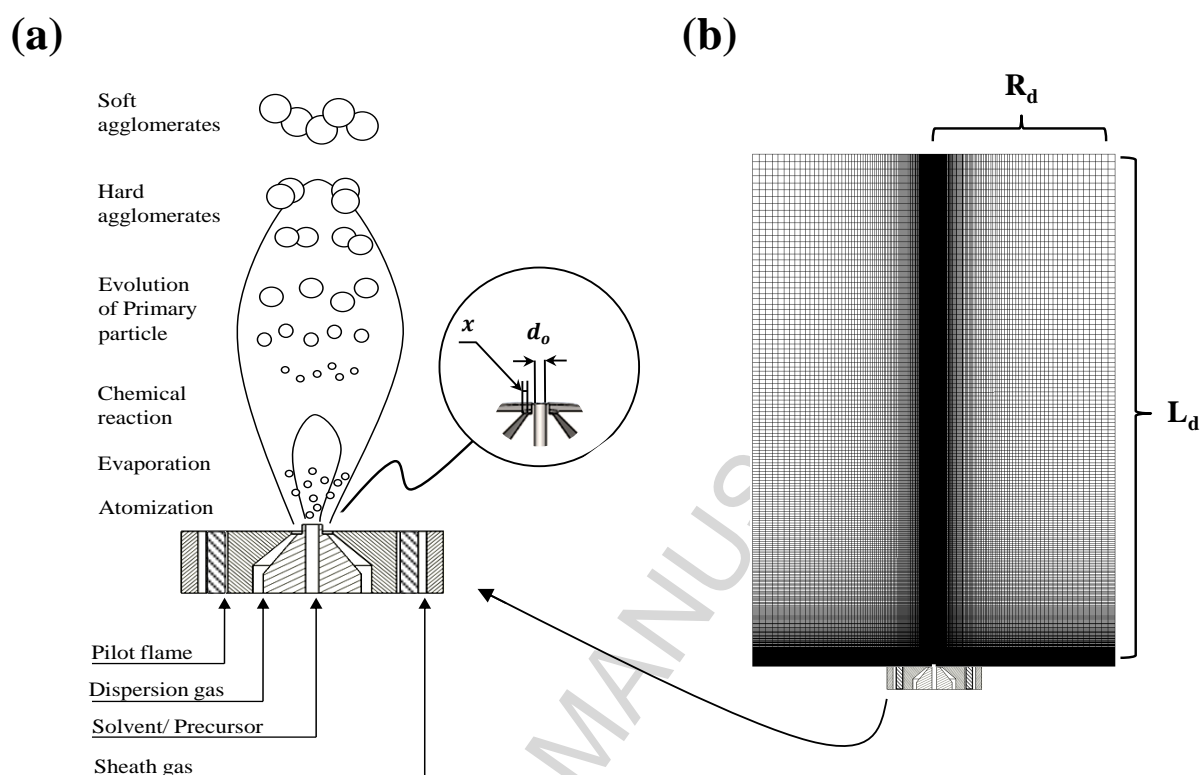 (a)
Soft
agglomerates
Hard
agglomerates
Evolution
of Primary
particle
Chemical
reaction
Evaporation
Atomization
x
d_o
Pilot flame
Dispersion gas
Solvent/ Precursor
Sheath gas
(b)
R_d
L_d
MANUS